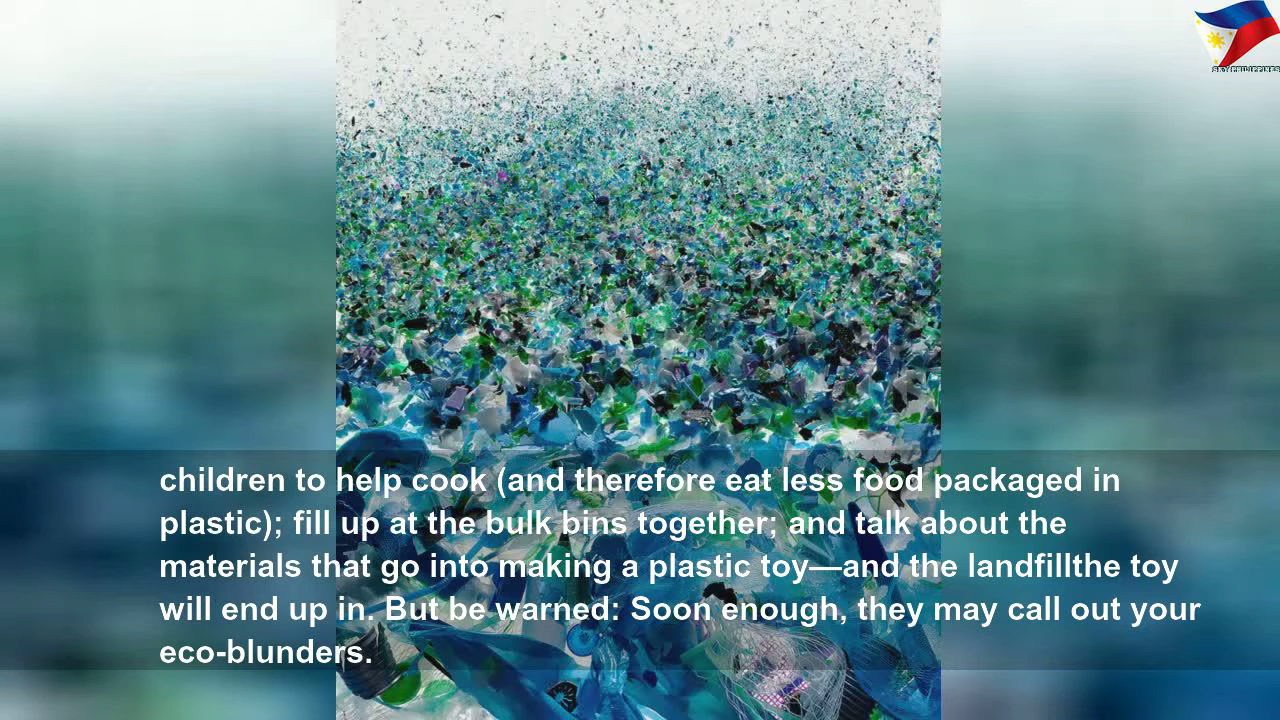 SKYPHILIPPINES
children to help cook (and therefore eat less food packaged in
plastic); fill up at the bulk bins together; and talk about the
materials that go into making a plastic toy—and the landfillthe toy
will end up in. But be warned: Soon enough, they may call out your
eco-blunders.